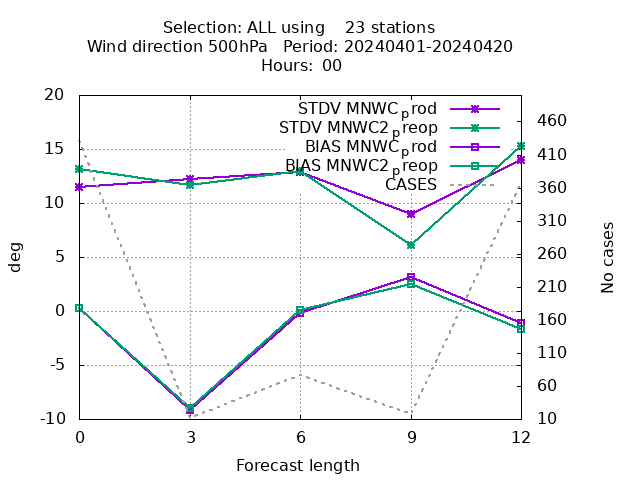 Selection: ALL using    23 stations
Wind direction 500hPa   Period: 20240401-20240420
Hours: 00
STDV MNWC_prod
STDV MNWC2_preop
BIAS MNWC_prod
BIAS MNWC2_preop
CASES
20
15
10
5
0
-5
-10
deg
460
410
360
310
260
210
160
110
60
10
No cases
0 3 6 9 12
Forecast length